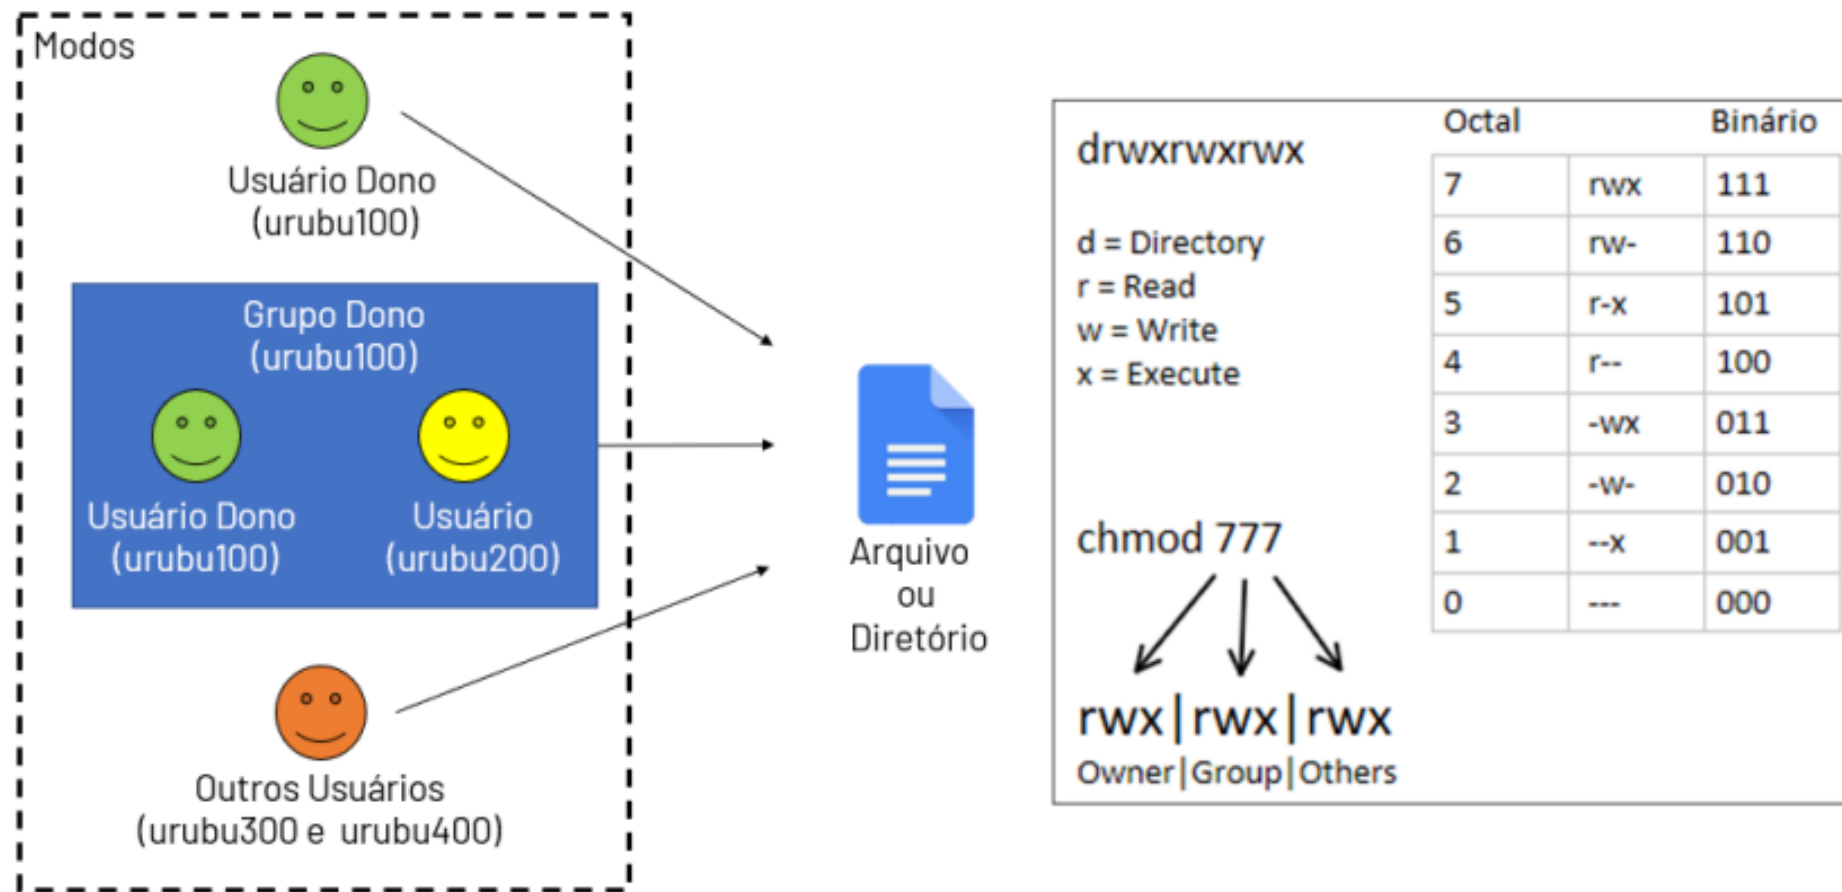 Modos
Usuário Dono
(urubu100)
Grupo Dono
(urubu100)
Usuário Dono
(urubu100)
Usuário
(urubu200)
Outros Usuários
(urubu300 e urubu400)
Arquivo
ou
Diretório
drwxrwxrwx
d = Directory
r = Read
w = Write
x = Execute
chmod 777
rwx|rwx|rwx
Owner|Group|Others
Octal Binário
7 rwx 111
6 rw- 110
5 r-x 101
4 r-- 100
3 -wx 011
2 -w- 010
1 --x 001
0 --- 000